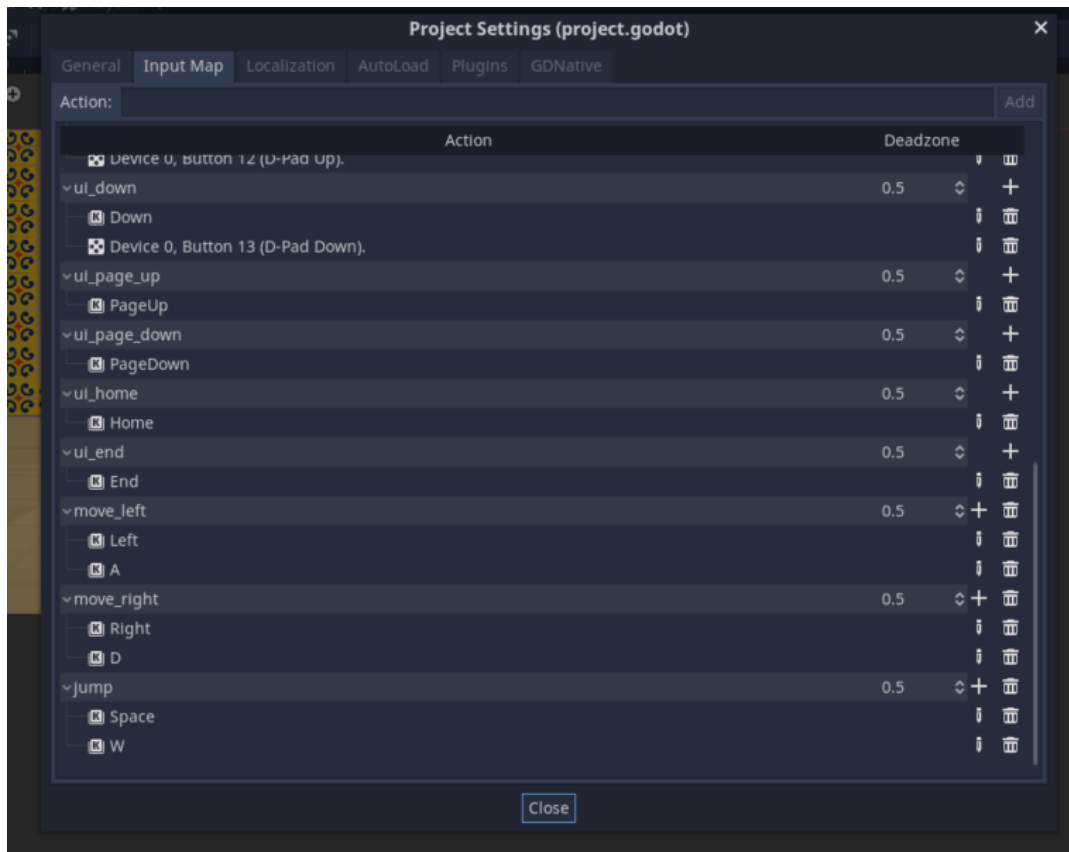 Project Settings (project.godot)
General Input Map Localization AutoLoad Plugins GDNative
Action: Add
Action Deadzone
Device 0, Button 12 (D-Pad Up).
ui_down 0.5
Down
Device 0, Button 13 (D-Pad Down).
ui_page_up 0.5
PageUp
ui_page_down 0.5
PageDown
ui_home 0.5
Home
ui_end 0.5
End
move_left 0.5
Left
A
move_right 0.5
Right
D
jump 0.5
Space
W
Close